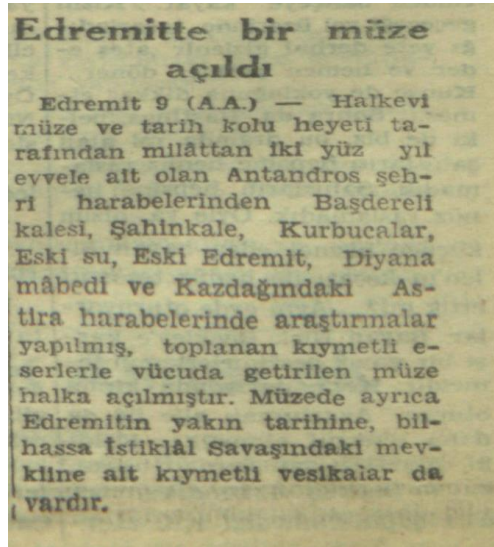 Edremitte bir müze
açıldı
Edremit 9 (A.A.) — Halkevi
müze ve tarih kolu heyeti ta-
rafından milâttan iki yüz yıl
evvele ait olan Antandros şeh-
ri harabelerinden Başdereli
kalesi, Şahinkale, Kurbucalar,
Eski su, Eski Edremit, Diyana
mâbedi ve Kazdağındaki As-
tira harabelerinde araştırmalar
yapılmış, toplanan kıymetli e-
serlerle vücuda getirilen müze
halka açılmıştır. Müzede ayrıca
Edremitin yakın tarihine, bil-
hassa İstiklâl Savaşındaki mev-
kiine ait kıymetli vesikalar da
vardır.